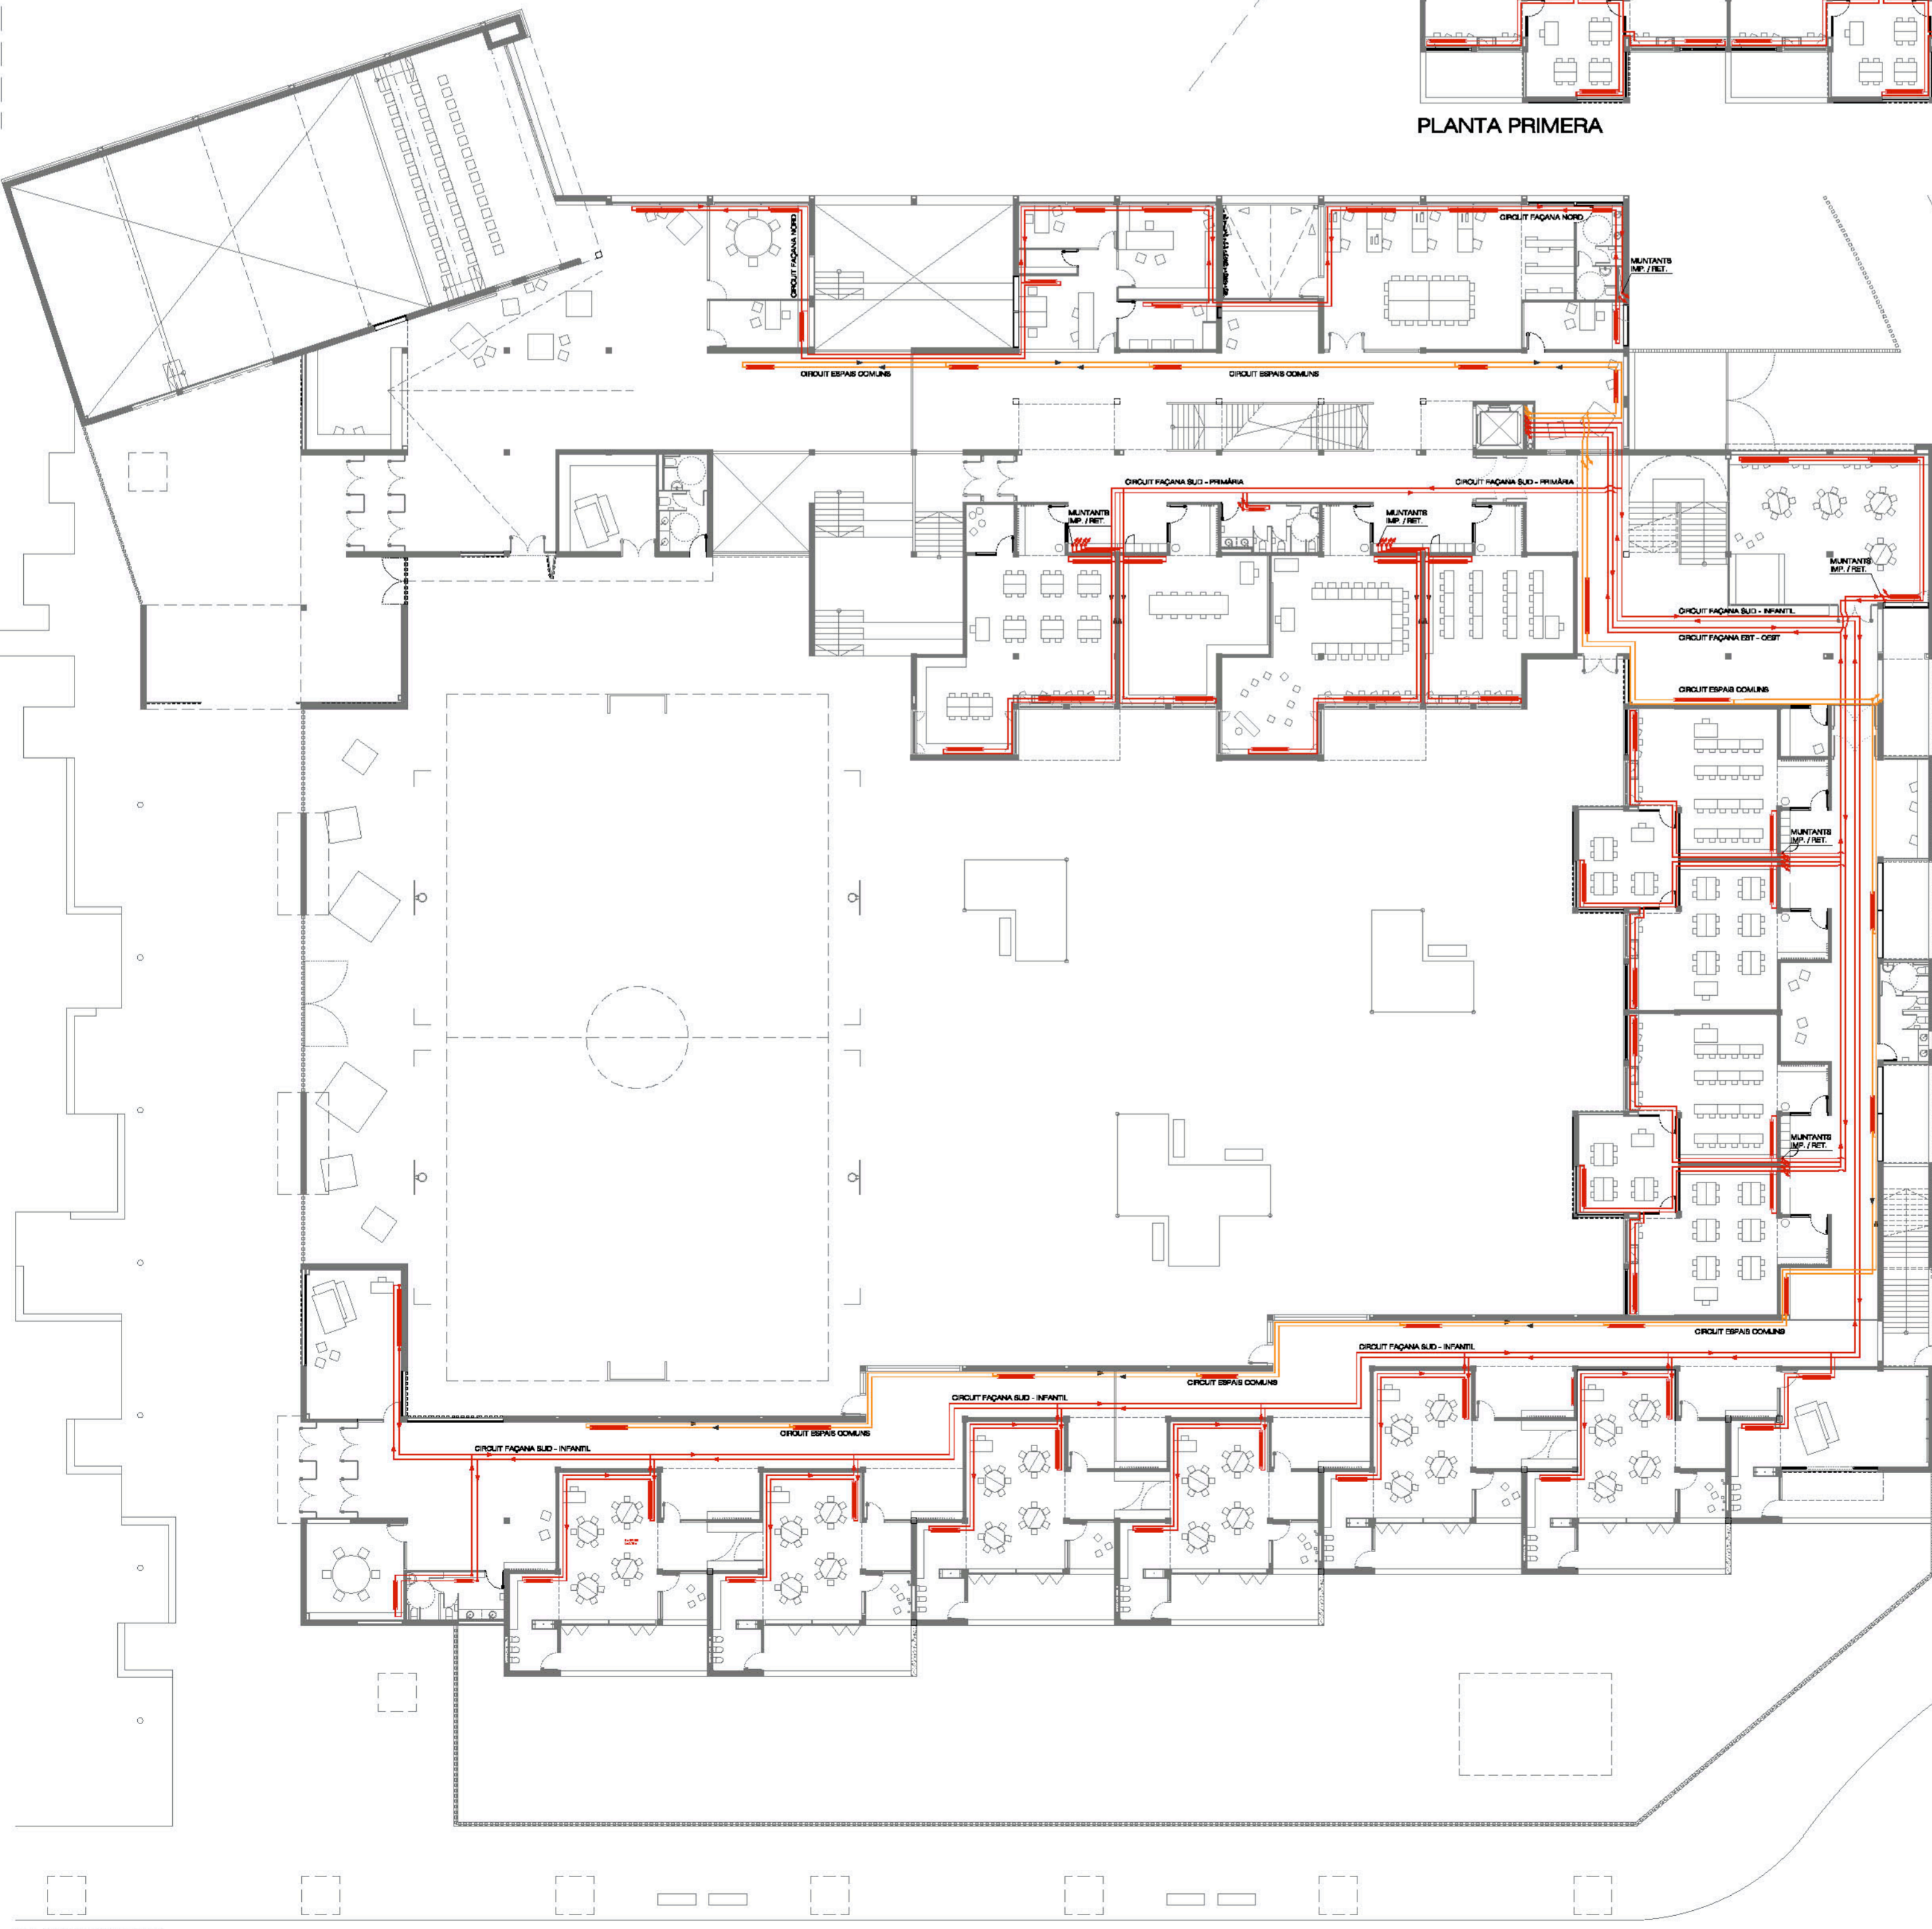 PLANTA PRIMERA
CIRCUIT FAÇANA NORD
CIRCUIT FAÇANA NORD
MUNTANTS
IMP. / RET.
CIRCUIT ESPAIS COMUNS
CIRCUIT ESPAIS COMUNS
CIRCUIT FAÇANA SUD - PRIMÀRIA
CIRCUIT FAÇANA SUD - PRIMÀRIA
MUNTANTS
IMP. / RET.
MUNTANTS
IMP. / RET.
MUNTANTS
IMP. / RET.
CIRCUIT FAÇANA SUD - INFANTIL
CIRCUIT FAÇANA EST - OEST
CIRCUIT ESPAIS COMUNS
MUNTANTS
IMP. / RET.
MUNTANTS
IMP. / RET.
CIRCUIT ESPAIS COMUNS
CIRCUIT FAÇANA SUD - INFANTIL
CIRCUIT ESPAIS COMUNS
CIRCUIT FAÇANA SUD - INFANTIL
CIRCUIT ESPAIS COMUNS
CIRCUIT FAÇANA SUD - INFANTIL